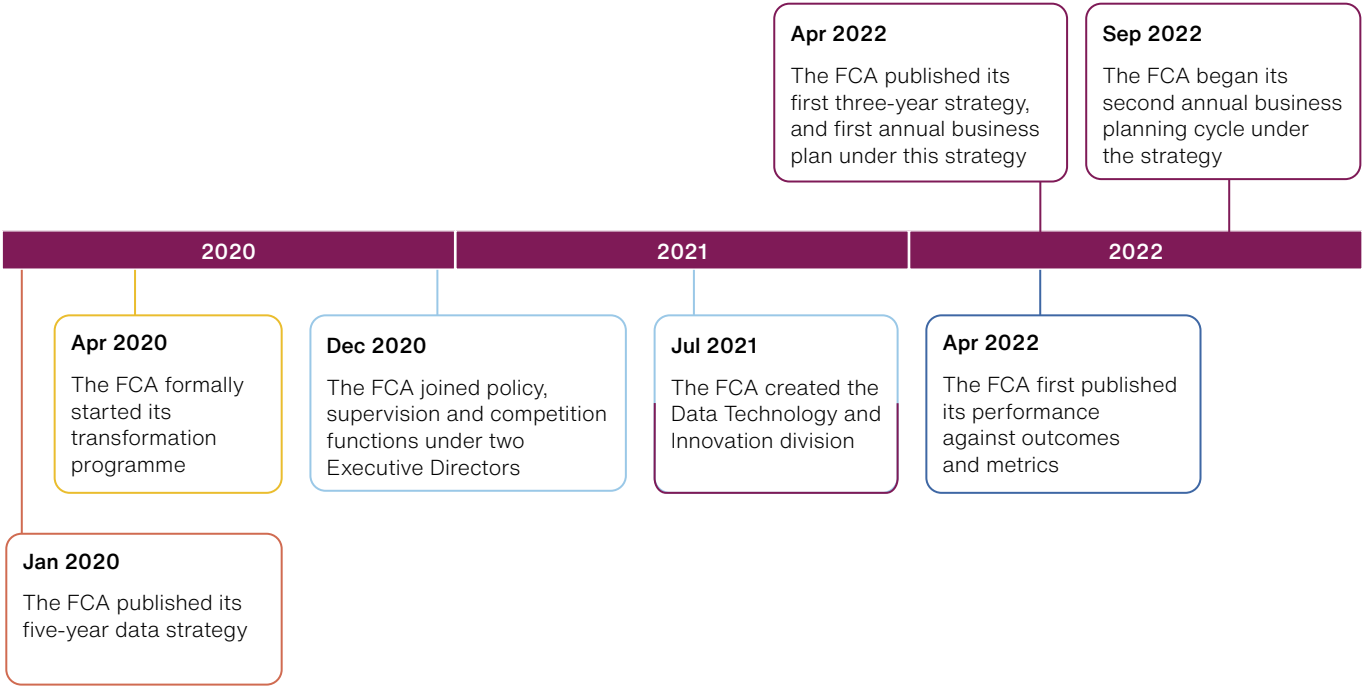 Apr 2022
The FCA published its
first three-year strategy,
and first annual business
plan under this strategy
Sep 2022
The FCA began its
second annual business
planning cycle under
the strategy
2020
2021
2022
Apr 2020
The FCA formally
started its
transformation
programme
Dec 2020
The FCA joined policy,
supervision and competition
functions under two
Executive Directors
Jul 2021
The FCA created the
Data Technology and
Innovation division
Apr 2022
The FCA first published
its performance
against outcomes
and metrics
Jan 2020
The FCA published its
five-year data strategy